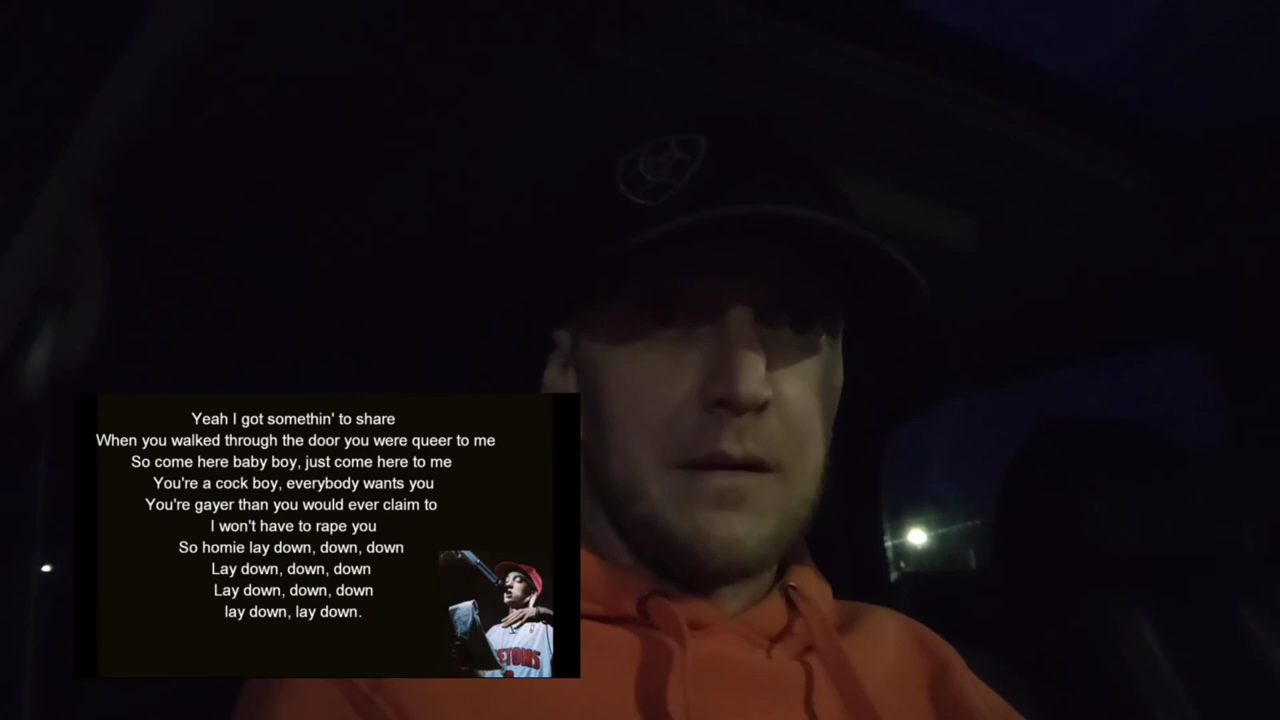 Yeah I got somethin' to share
When you walked through the door you were queer to me
So come here baby boy, just come here to me
You're a cock boy, everybody wants you
You're gayer than you would ever claim to
I won't have to rape you
So homie lay down, down, down
Lay down, down, down
Lay down, down, down
lay down, lay down.